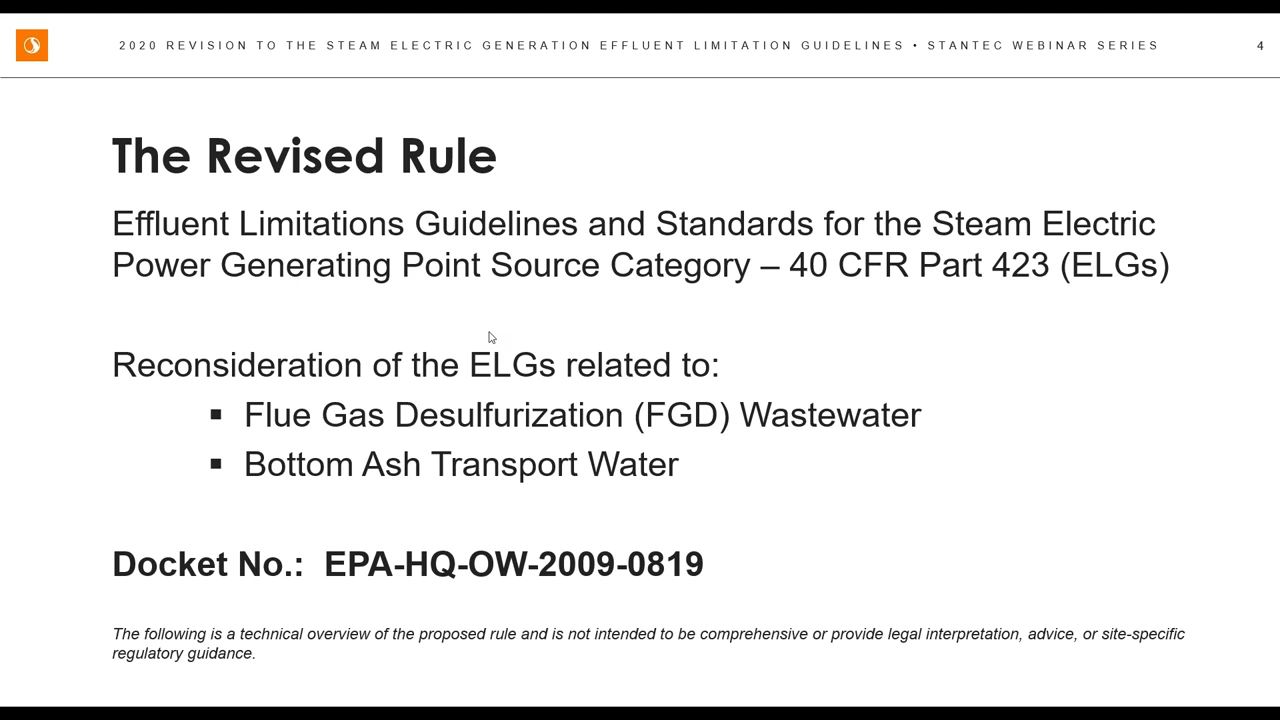 2020 REVISION TO THE STEAM ELECTRIC GENERATION EFFLUENT LIMITATION GUIDELINES • STANTEC WEBINAR SERIES 4
The Revised Rule
Effluent Limitations Guidelines and Standards for the Steam Electric
Power Generating Point Source Category – 40 CFR Part 423 (ELGs)
Reconsideration of the ELGs related to:
▪ Flue Gas Desulfurization (FGD) Wastewater
▪ Bottom Ash Transport Water
Docket No.: EPA-HQ-OW-2009-0819
The following is a technical overview of the proposed rule and is not intended to be comprehensive or provide legal interpretation, advice, or site-specific
regulatory guidance.